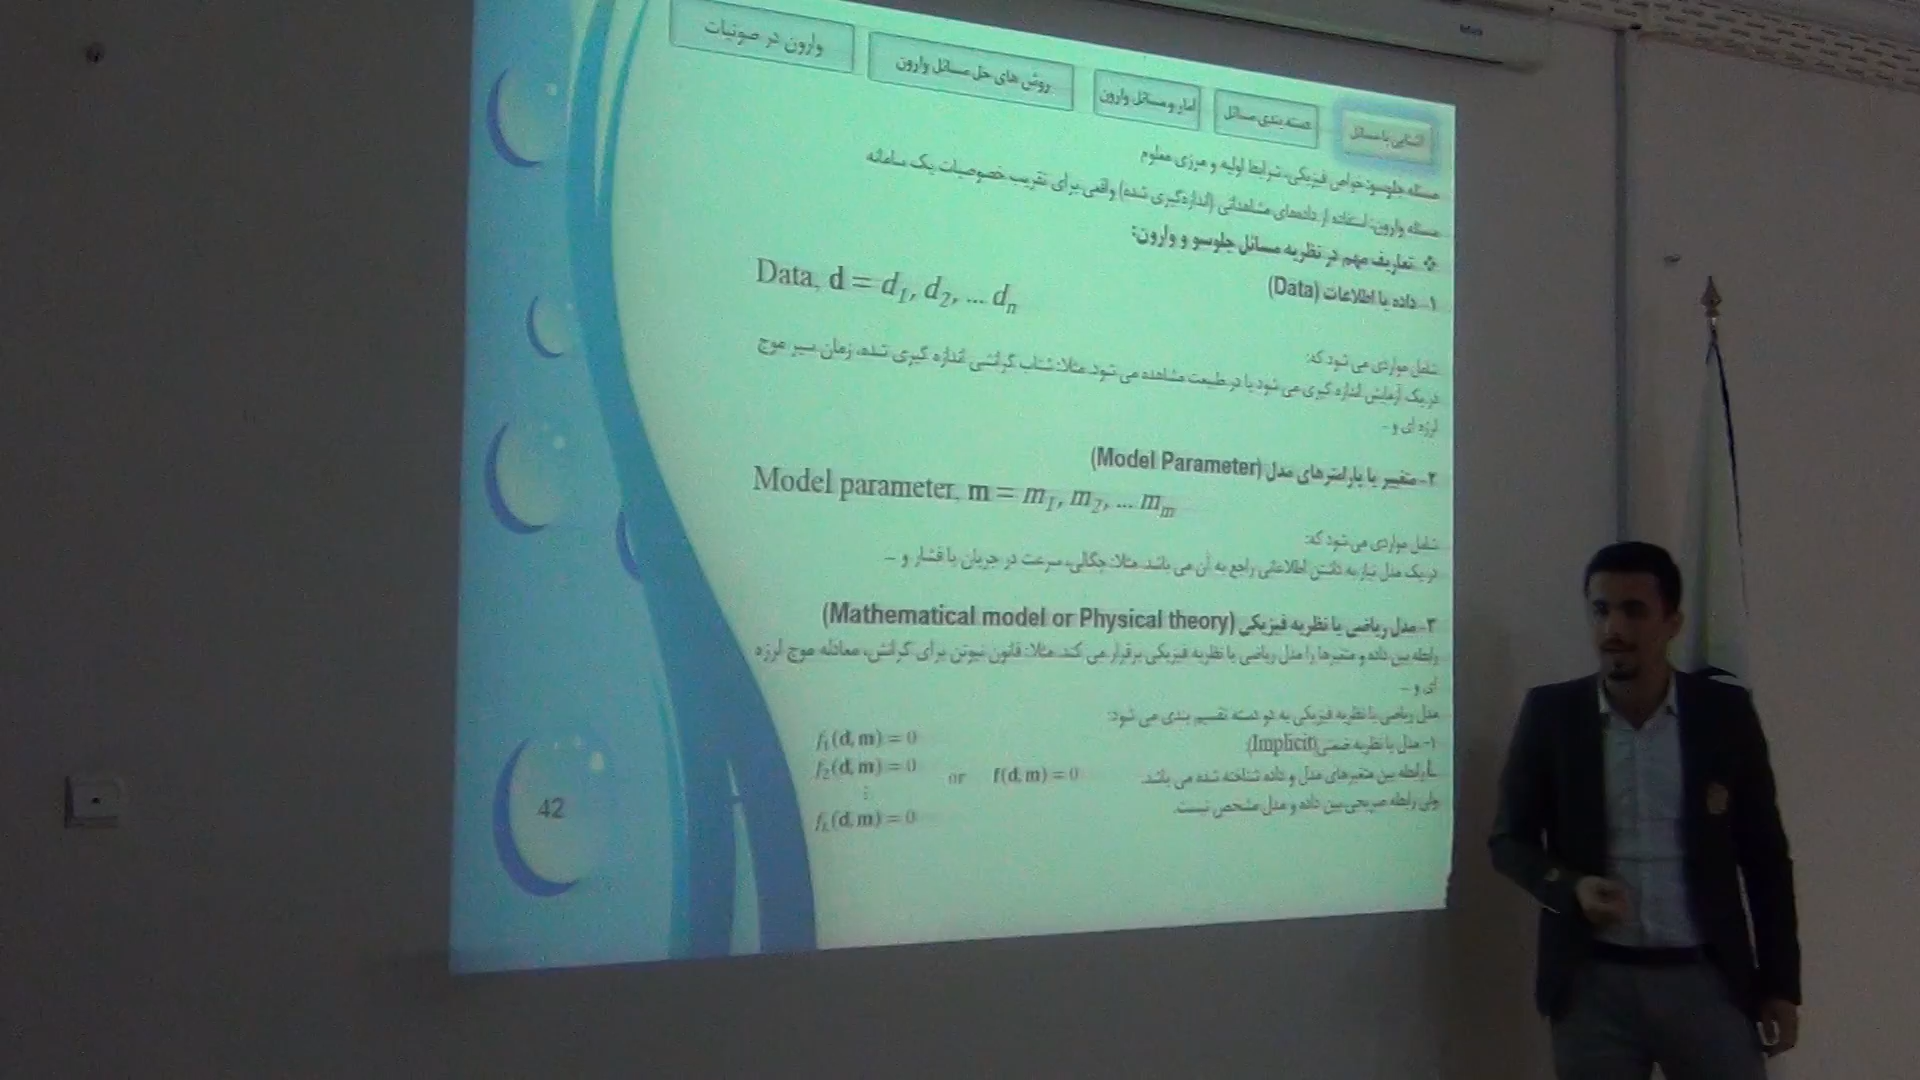 آشنایی با مسائل
دسته بندی مسائل
آمار و مسائل وارون
روش های حل مسائل وارون
وارون در صوتیات
مسئله جلوسو: خواص فیزیکی، شرایط اولیه و مرزی معلوم
مسئله وارون: استفاده از داده‌های مشاهداتی (اندازه‌گیری شده) واقعی برای تقریب خصوصیات یک سامانه
❖ تعاریف مهم در نظریه مسائل جلوسو و وارون:
۱- داده یا اطلاعات (Data)
Data, d = d1, d2, ... dn
شامل مواردی می شود که:
در یک آزمایش اندازه گیری می شود یا در طبیعت مشاهده می شود. مثلا: شتاب گرانشی اندازه گیری شده، زمان سیر موج
لرزه ای و ...
۲- متغییر یا پارامترهای مدل (Model Parameter)
Model parameter, m = m1, m2, ... mm
شامل مواردی می شود که:
در یک مدل نیاز به دانستن اطلاعاتی راجع به آن می باشد. مثلا: چگالی، سرعت در جریان یا فشار و ...
۳- مدل ریاضی یا نظریه فیزیکی (Mathematical model or Physical theory)
رابطه بین داده و متغیرها را مدل ریاضی یا نظریه فیزیکی برقرار می کند. مثلا: قانون نیوتن برای گرانش، معادله موج لرزه
ای و ...
مدل ریاضی یا نظریه فیزیکی به دو دسته تقسیم بندی می شود:
۱- مدل یا نظریه ضمنی (Implicit):
رابطه بین متغیرهای مدل و داده شناخته شده می باشد.
ولی رابطه صریحی بین داده و مدل مشخص نیست.
f1(d, m) = 0
f2(d, m) = 0 or f(d, m) = 0
⋮
fL(d, m) = 0
42